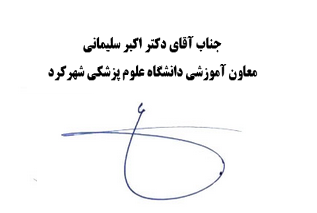 جناب آقای دکتر اکبر سلیمانی
معاون آموزشی دانشگاه علوم پزشکی شهرکرد